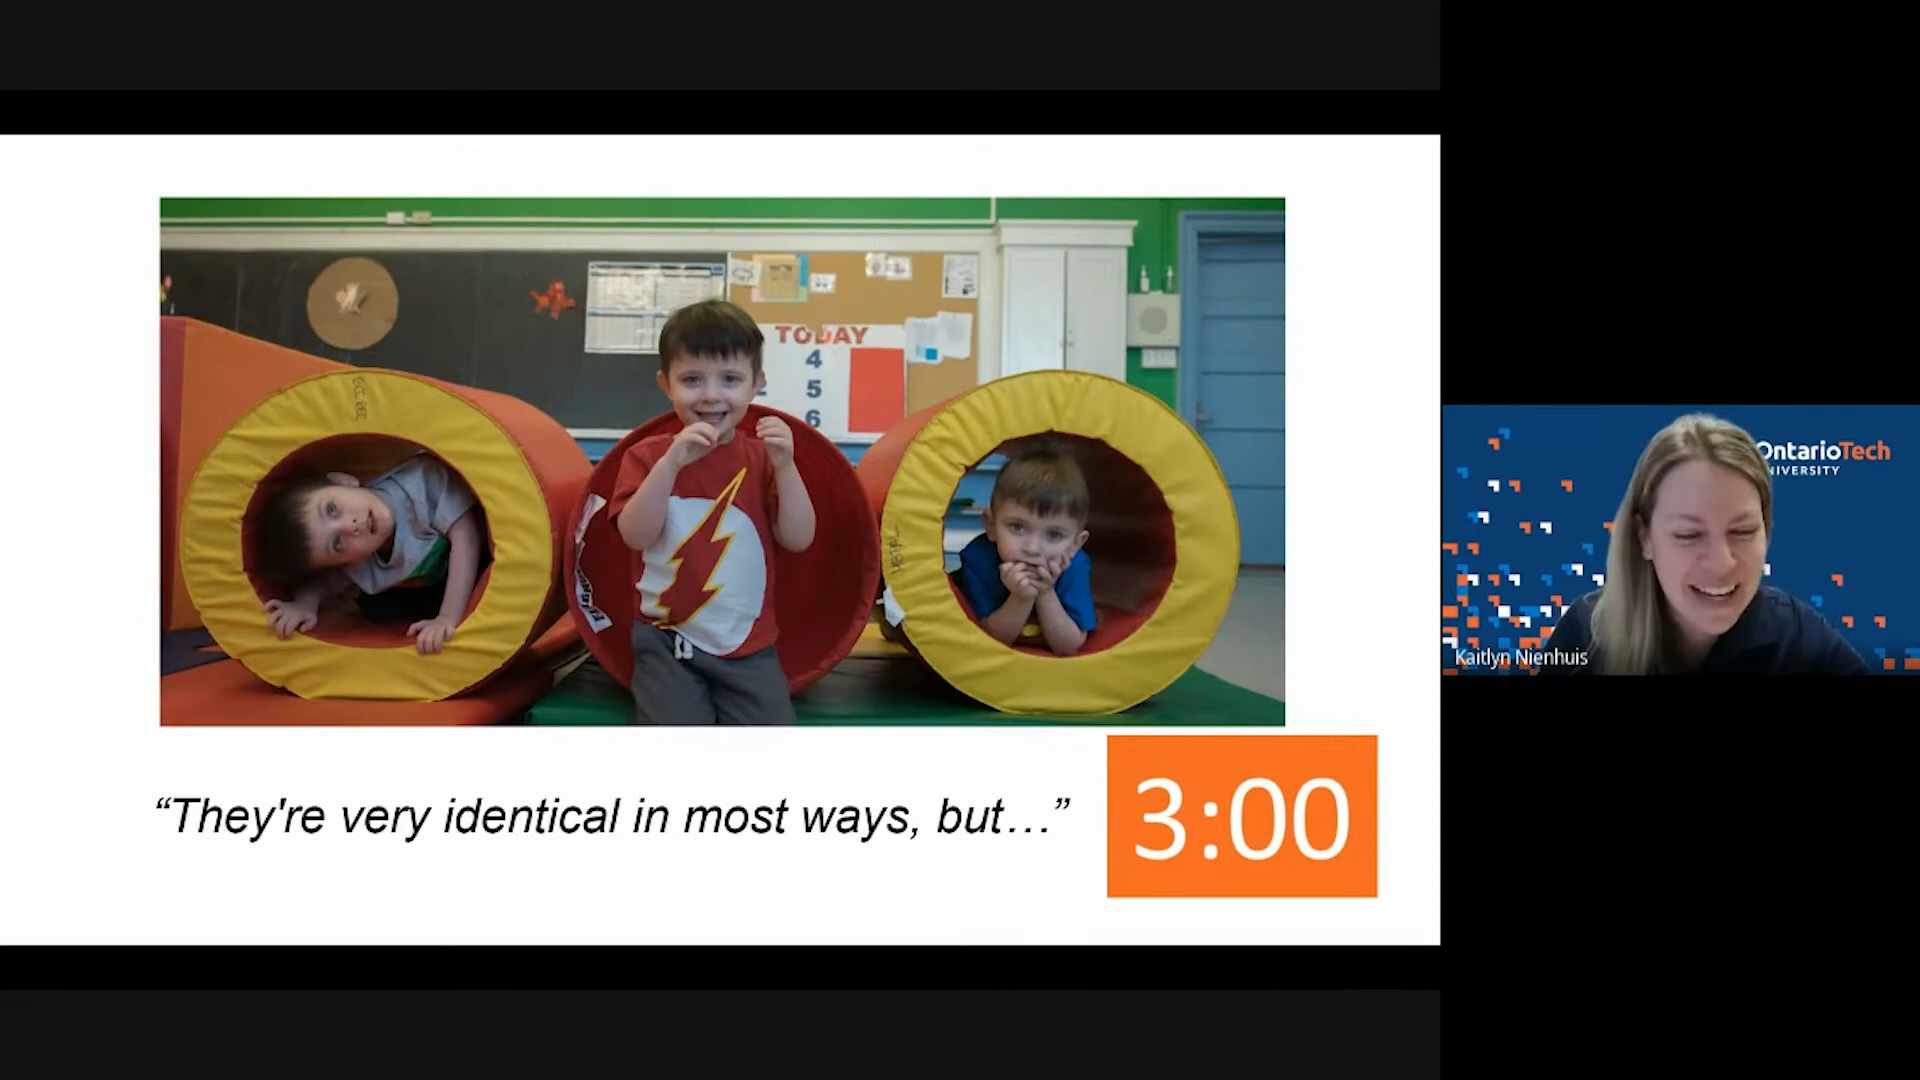 TODAY
4
5
6
“They're very identical in most ways, but…”
3:00
OntarioTech
UNIVERSITY
Kaitlyn Nienhuis